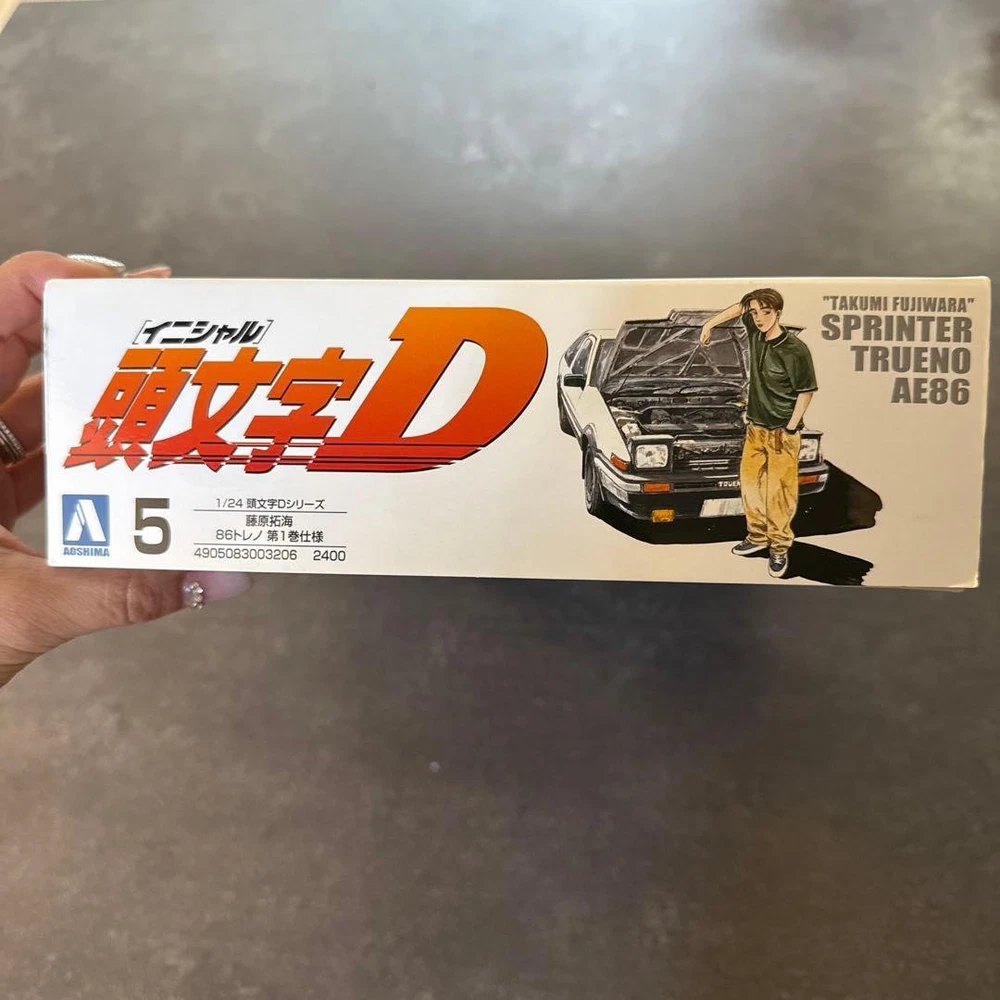 [イニシャル]
頭文字D
AOSHIMA
5
1/24 頭文字Dシリーズ
藤原拓海
86トレノ 第1巻仕様
4905083003206 2400
"TAKUMI FUJIWARA"
SPRINTER
TRUENO
AE86